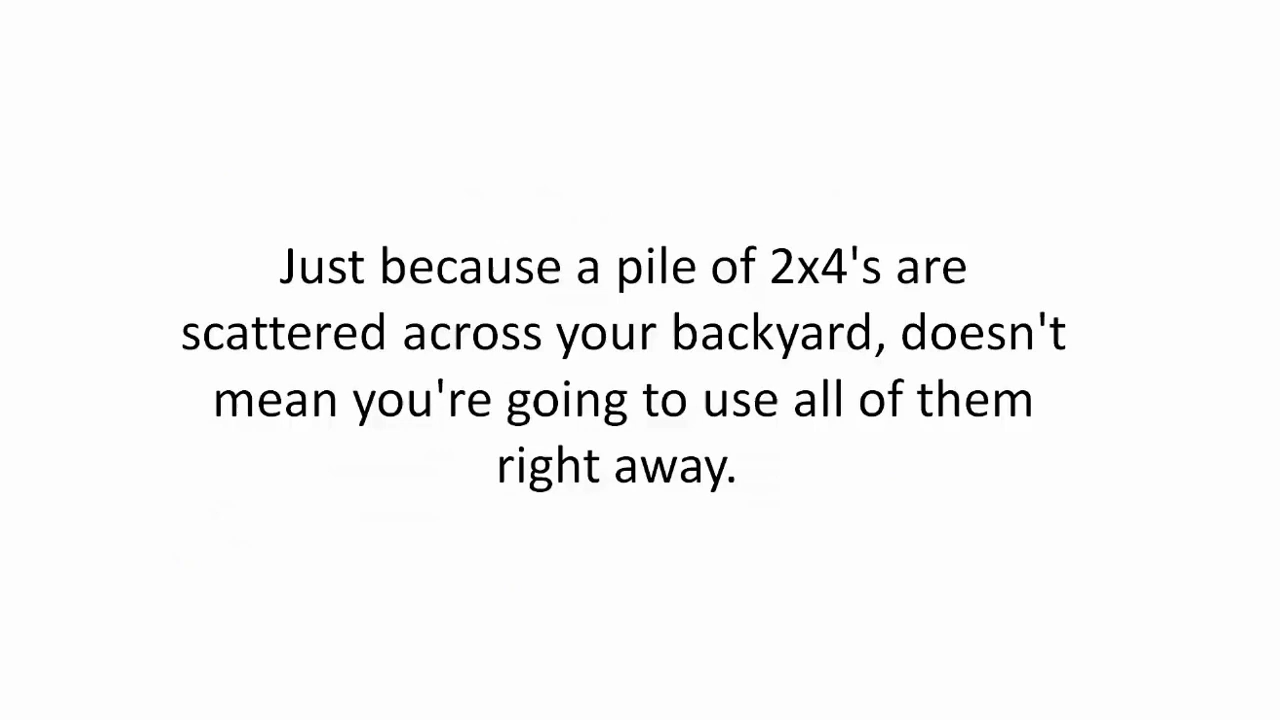 Just because a pile of 2x4's are
scattered across your backyard, doesn't
mean you're going to use all of them
right away.